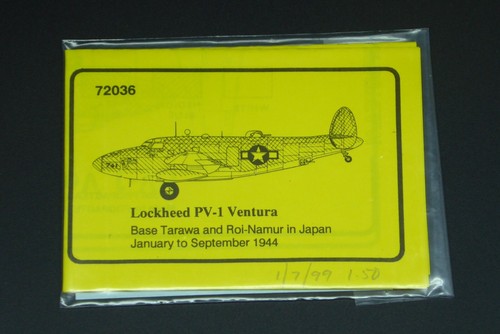 72036
Lockheed PV-1 Ventura
Base Tarawa and Roi-Namur in Japan
January to September 1944
1/7/99 1.50